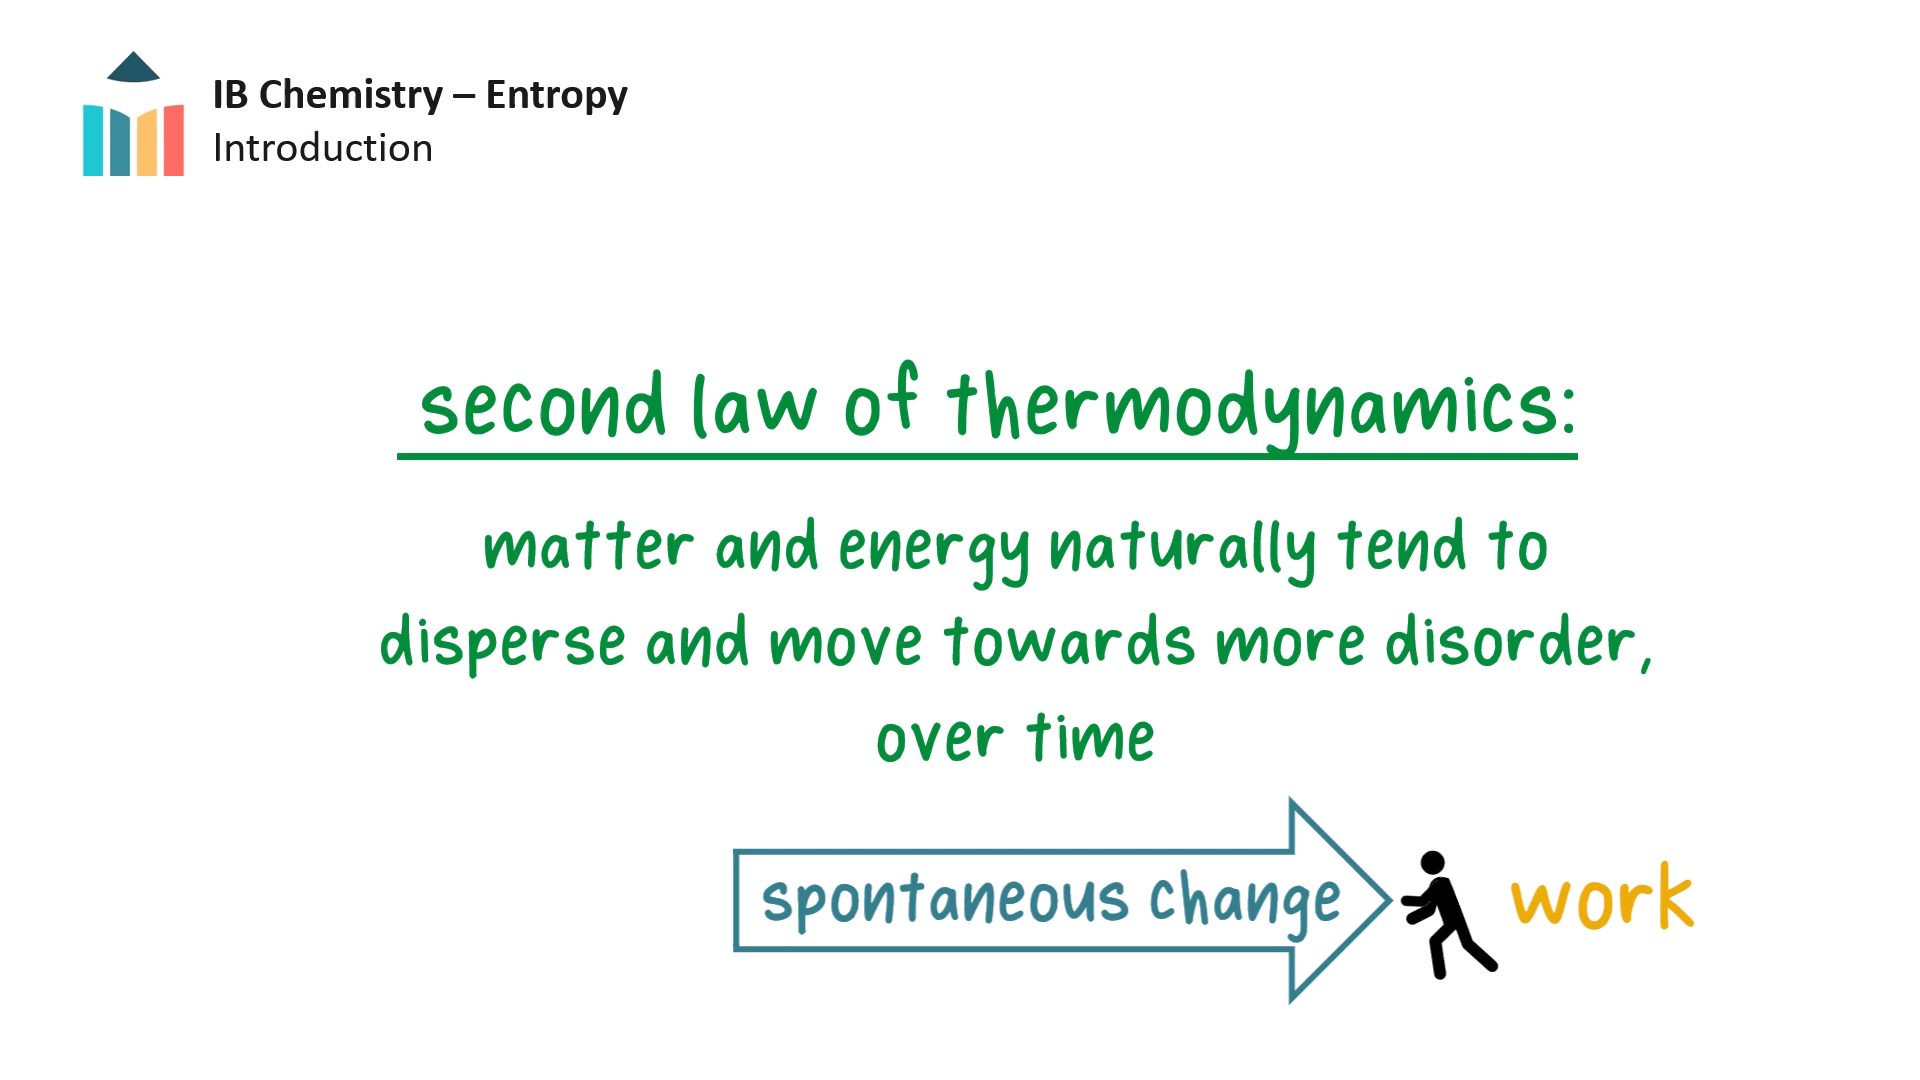 IB Chemistry – Entropy
Introduction
second law of thermodynamics:
matter and energy naturally tend to
disperse and move towards more disorder,
over time
spontaneous change
work